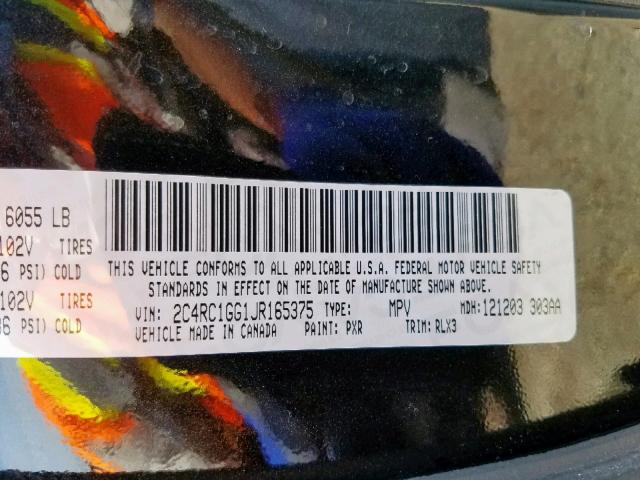 6055 LB
102V TIRES
PSI) COLD
102V TIRES
PSI) COLD
THIS VEHICLE CONFORMS TO ALL APPLICABLE U.S.A. FEDERAL MOTOR VEHICLE SAFETY
STANDARDS IN EFFECT ON THE DATE OF MANUFACTURE SHOWN ABOVE.
VIN: 2C4RC1GG1JR165375 TYPE: MPV MDH: 121203 303AA
VEHICLE MADE IN CANADA PAINT: PXR TRIM: RLX3